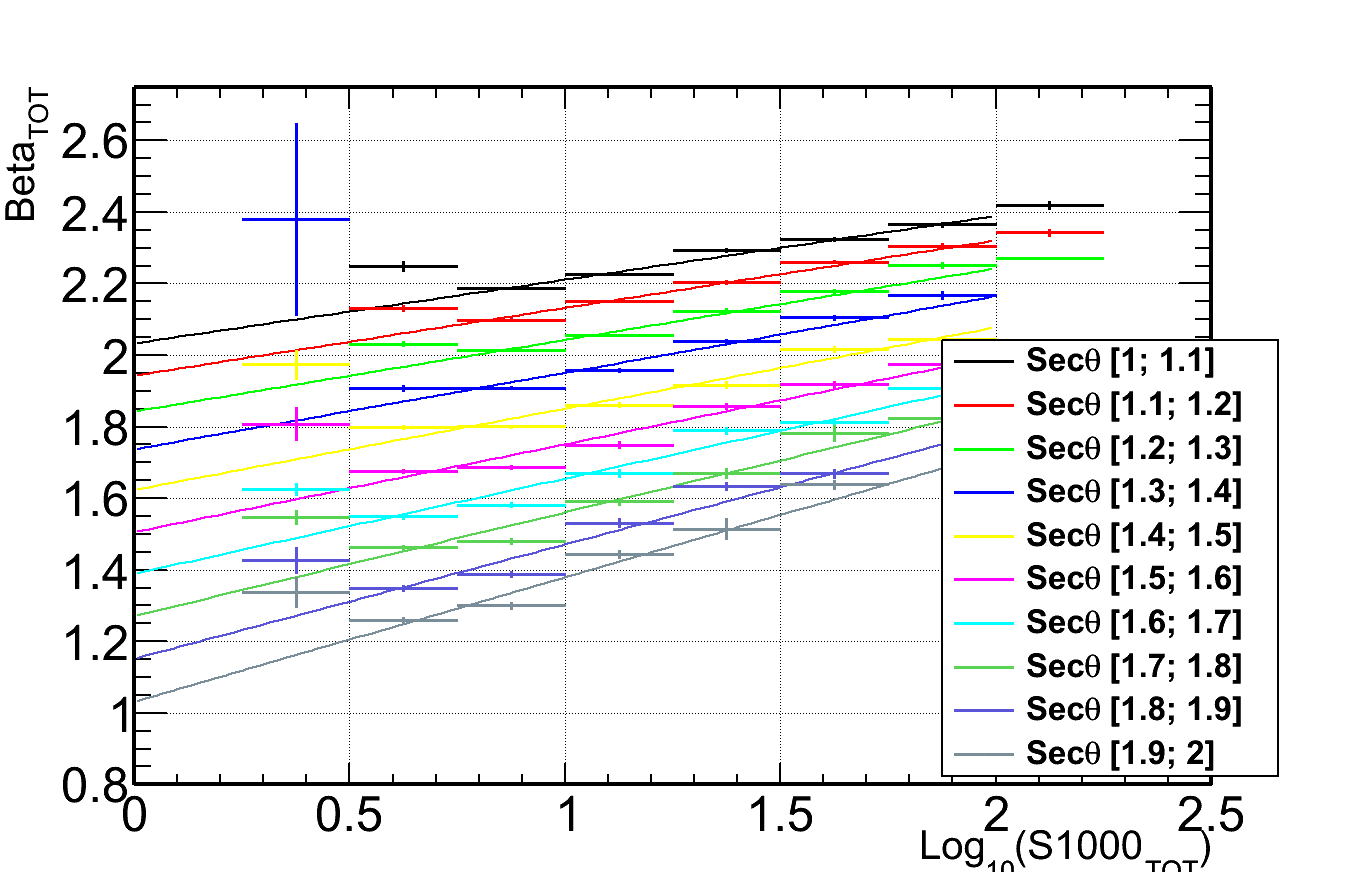 Beta_TOT
2.6
2.4
2.2
2
1.8
1.6
1.4
1.2
1
0.8
Secθ [1; 1.1]
Secθ [1.1; 1.2]
Secθ [1.2; 1.3]
Secθ [1.3; 1.4]
Secθ [1.4; 1.5]
Secθ [1.5; 1.6]
Secθ [1.6; 1.7]
Secθ [1.7; 1.8]
Secθ [1.8; 1.9]
Secθ [1.9; 2]
0 0.5 1 1.5 2 2.5
Log_10(S1000_TOT)